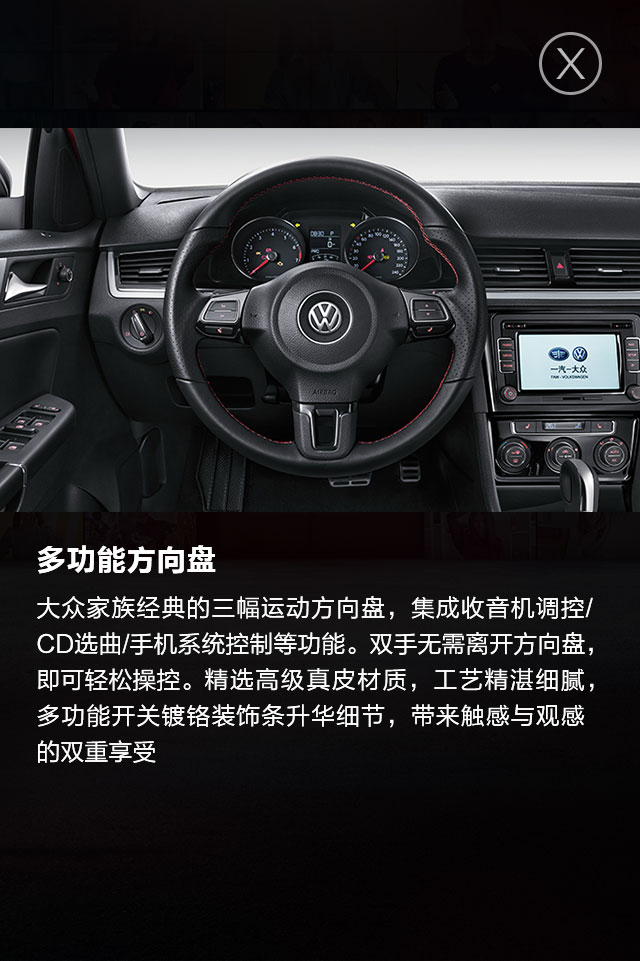 X
AIRBAG
一汽-大众
FAW-VOLKSWAGEN
多功能方向盘
大众家族经典的三幅运动方向盘，集成收音机调控/
CD选曲/手机系统控制等功能。双手无需离开方向盘，
即可轻松操控。精选高级真皮材质，工艺精湛细腻，
多功能开关镀铬装饰条升华细节，带来触感与观感
的双重享受